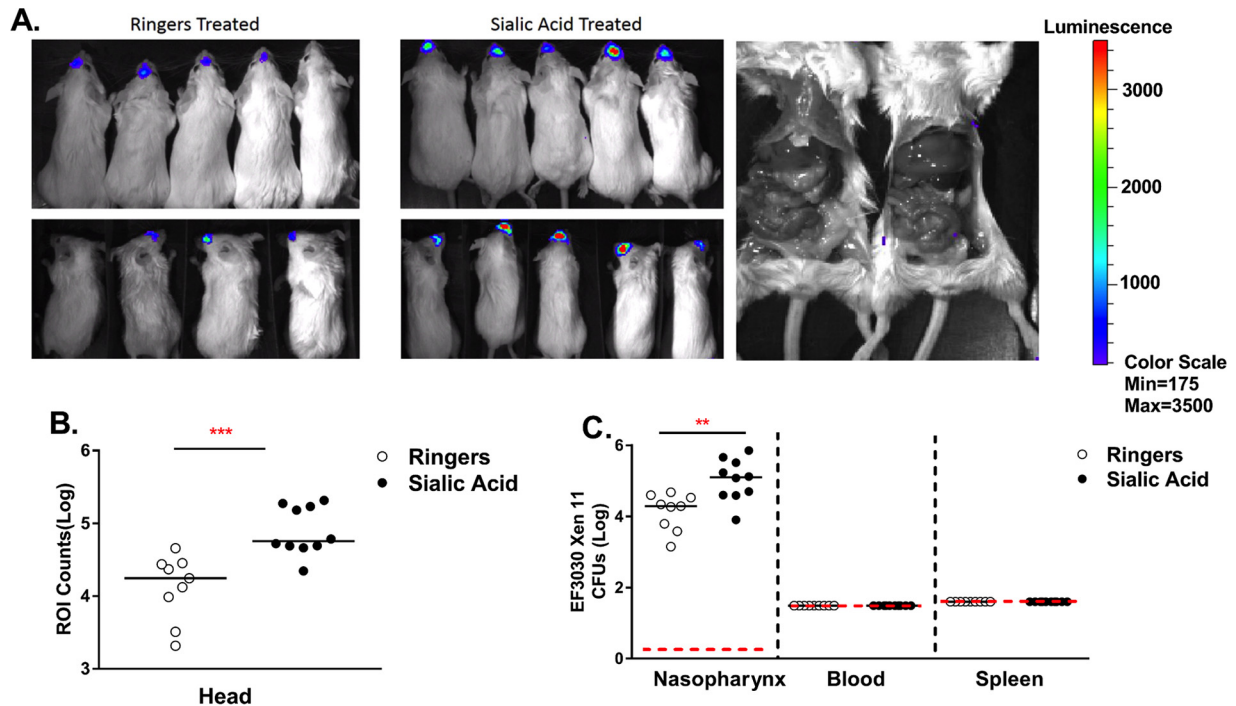 A.
Ringers Treated
Sialic Acid Treated
Luminescence
3000
2000
1000
Color Scale
Min=175
Max=3500
B.
***
Ringers
Sialic Acid
6
5
4
3
ROI Counts(Log)
Head
C.
**
Ringers
Sialic Acid
6
4
2
0
EF3030 Xen 11
CFUs (Log)
Nasopharynx
Blood
Spleen